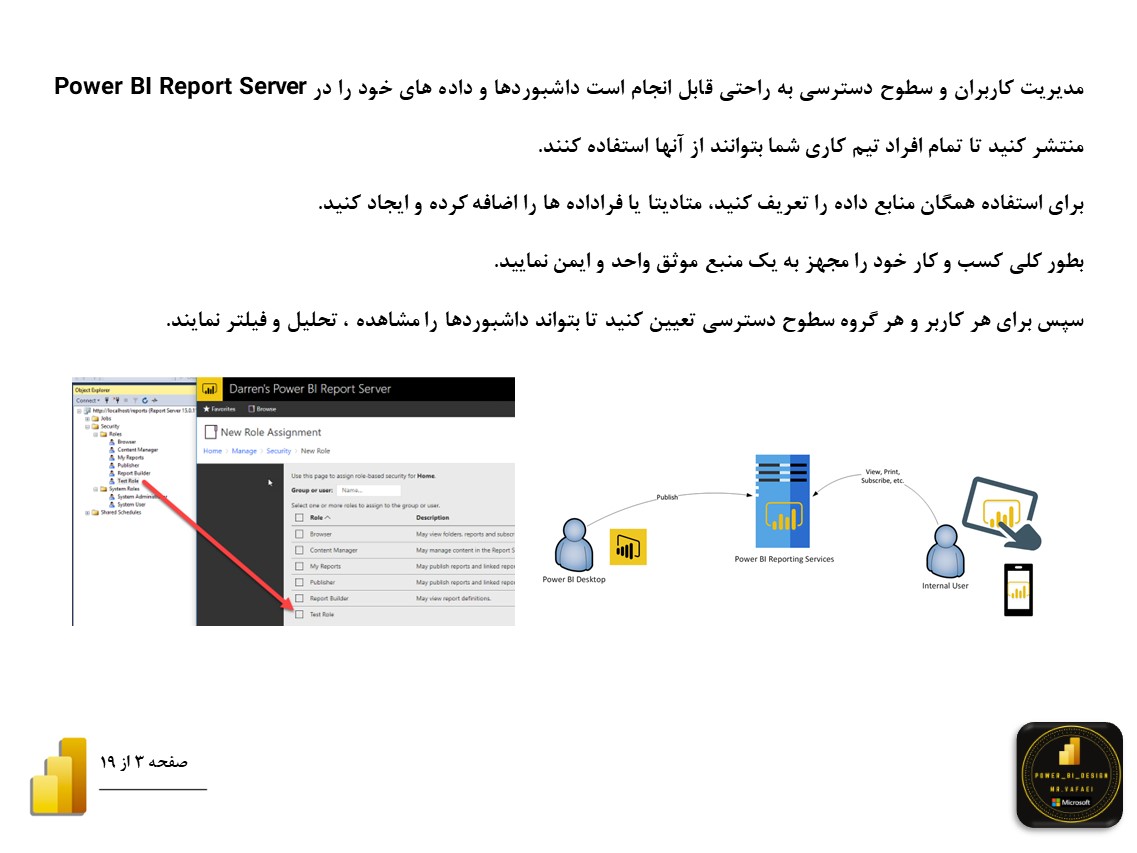 مدیریت کاربران و سطوح دسترسی به راحتی قابل انجام است داشبوردها و داده های خود را در Power BI Report Server
منتشر کنید تا تمام افراد تیم کاری شما بتوانند از آنها استفاده کنند.
برای استفاده همگان منابع داده را تعریف کنید، متادیتا یا فراداده ها را اضافه کرده و ایجاد کنید.
بطور کلی کسب و کار خود را مجهز به یک منبع موثق واحد و ایمن نمایید.
سپس برای هر کاربر و هر گروه سطوح دسترسی تعیین کنید تا بتواند داشبوردها را مشاهده ، تحلیل و فیلتر نمایند.
Object Explorer
Connect
http://localhost/reports (Report Server 15.0.1
Jobs
Security
Roles
Browser
Content Manager
My Reports
Publisher
Report Builder
Test Role
System Roles
System Administrator
System User
Shared Schedules
Darren's Power BI Report Server
Favorites Browse
New Role Assignment
Home > Manage > Security > New Role
Use this page to assign role-based security for Home.
Group or user: Name...
Select one or more roles to assign to the group or user.
Role Description
Browser May view folders, reports and subscr
Content Manager May manage content in the Report S
My Reports May publish reports and linked repo
Publisher May publish reports and linked repo
Report Builder May view report definitions.
Test Role
Publish
View, Print,
Subscribe, etc.
Power BI Desktop
Power BI Reporting Services
Internal User
صفحه ۳ از ۱۹
POWER_BI_DESIGN
MR.VAFAEI
Microsoft